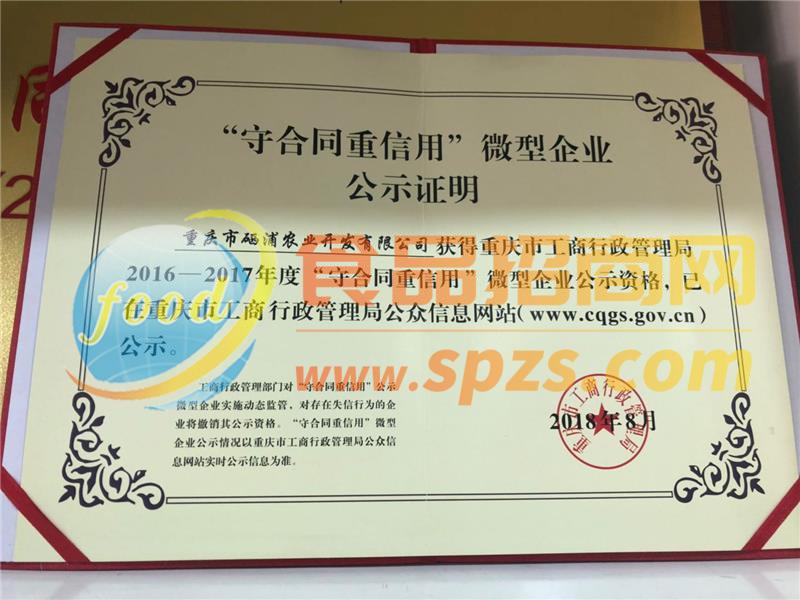 “守合同重信用”微型企业
公示证明
重庆市砸浦农业开发有限公司获得重庆市工商行政管理局
2016—2017年度“守合同重信用”微型企业公示资格，已
在重庆市工商行政管理局公众信息网站（www.cqgs.gov.cn）
公示。
工商行政管理部门对“守合同重信用”公示
微型企业实施动态监管，对存在失信行为的企
业将撤销其公示资格。“守合同重信用”微型
企业公示情况以重庆市工商行政管理局公众信
息网站实时公示信息为准。
重庆市工商行政管理局
2018年8月
food
食品招商网
www.spzs.com